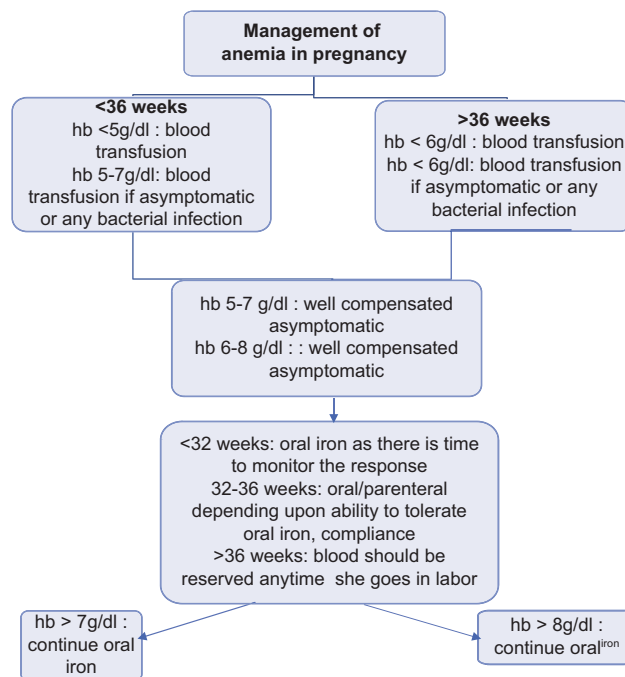 Management of
anemia in pregnancy
<36 weeks
hb <5g/dl : blood
transfusion
hb 5-7g/dl: blood
transfusion if asymptomatic
or any bacterial infection
>36 weeks
hb < 6g/dl : blood transfusion
hb < 6g/dl: blood transfusion
if asymptomatic or any
bacterial infection
hb 5-7 g/dl : well compensated
asymptomatic
hb 6-8 g/dl : : well compensated
asymptomatic
<32 weeks: oral iron as there is time
to monitor the response
32-36 weeks: oral/parenteral
depending upon ability to tolerate
oral iron, compliance
>36 weeks: blood should be
reserved anytime she goes in labor
hb > 7g/dl :
continue oral
iron
hb > 8g/dl :
continue oral iron